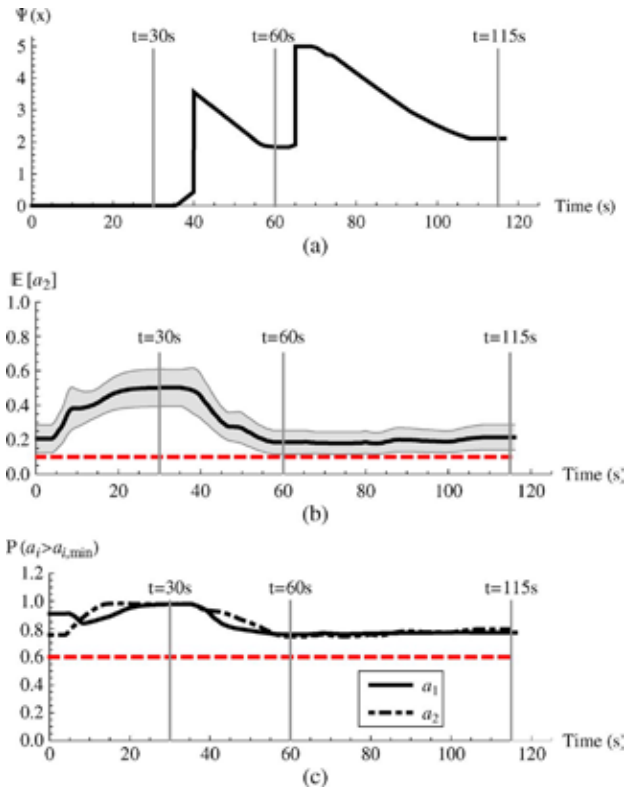 Ψ(x)
t=30s t=60s t=115s
5
4
3
2
1
0
0 20 40 60 80 100 120 Time (s)
(a)
𝔼[a₂]
1.0
t=30s t=60s t=115s
0.8
0.6
0.4
0.2
0.0
0 20 40 60 80 100 120 Time (s)
(b)
P(aᵢ>aᵢ,min)
1.2
t=30s t=60s t=115s
1.0
0.8
0.6
0.4
a₁
0.2
a₂
0.0
0 20 40 60 80 100 120 Time (s)
(c)